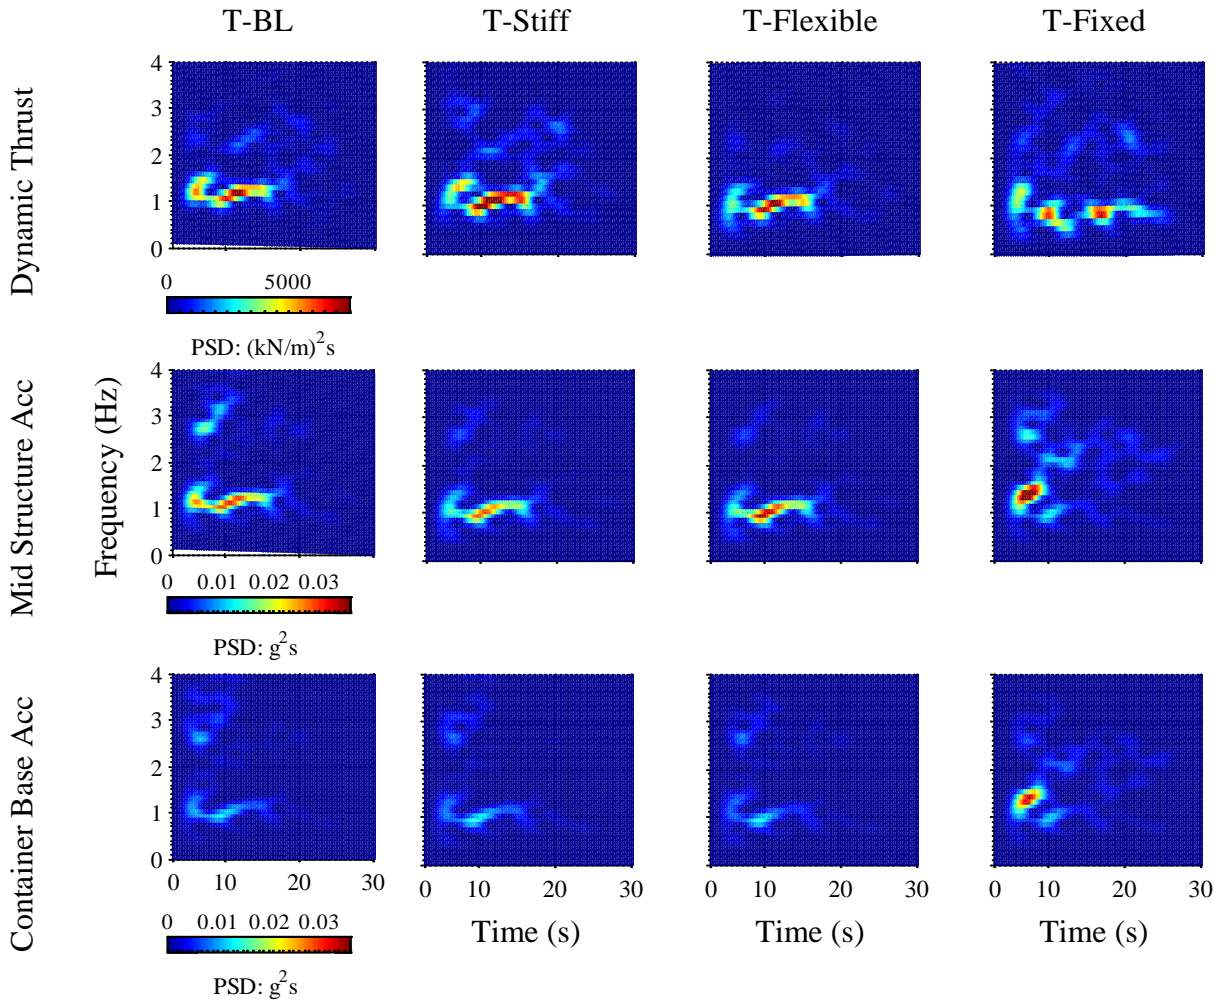 T-BL T-Stiff T-Flexible T-Fixed
Dynamic Thrust
4
3
2
1
0
0 5000
PSD: (kN/m)2s
Mid Structure Acc
Frequency (Hz)
4
3
2
1
0
0 0.01 0.02 0.03
PSD: g2s
Container Base Acc
4
3
2
1
0
0 10 20 30 0 10 20 30 0 10 20 30 0 10 20 30
Time (s) Time (s) Time (s)
0 0.01 0.02 0.03
PSD: g2s